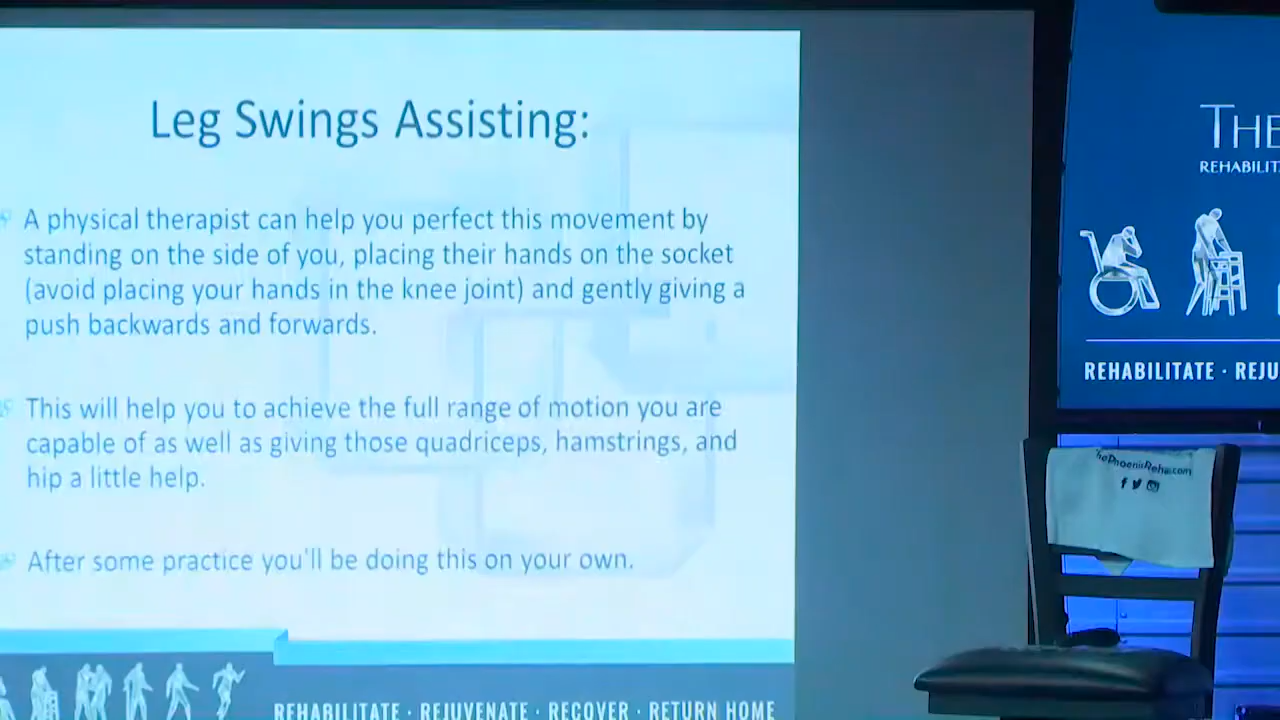 Leg Swings Assisting:
A physical therapist can help you perfect this movement by
standing on the side of you, placing their hands on the socket
(avoid placing your hands in the knee joint) and gently giving a
push backwards and forwards.
This will help you to achieve the full range of motion you are
capable of as well as giving those quadriceps, hamstrings, and
hip a little help.
After some practice you'll be doing this on your own.
REHABILITATE · REJUVENATE · RECOVER · RETURN HOME
THE
REHABILIT
REHABILITATE · REJU
ThePhoenixRehab.com